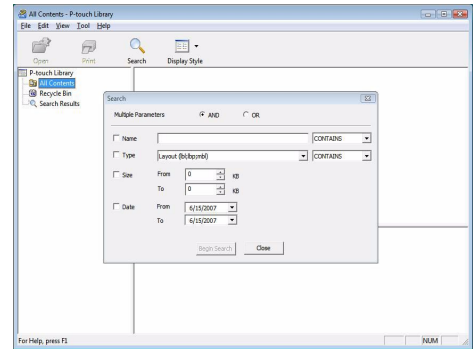 All Contents - P-touch Library
File Edit View Tool Help
Open Print Search Display Style
P-touch Library
All Contents
Recycle Bin
Search Results
Search
Multiple Parameters AND OR
Name CONTAINS
Type Layout (lbl;lbp;mbl) CONTAINS
Size From 0 KB
To 0 KB
Date From 6/15/2007
To 6/15/2007
Begin Search Close
For Help, press F1 NUM